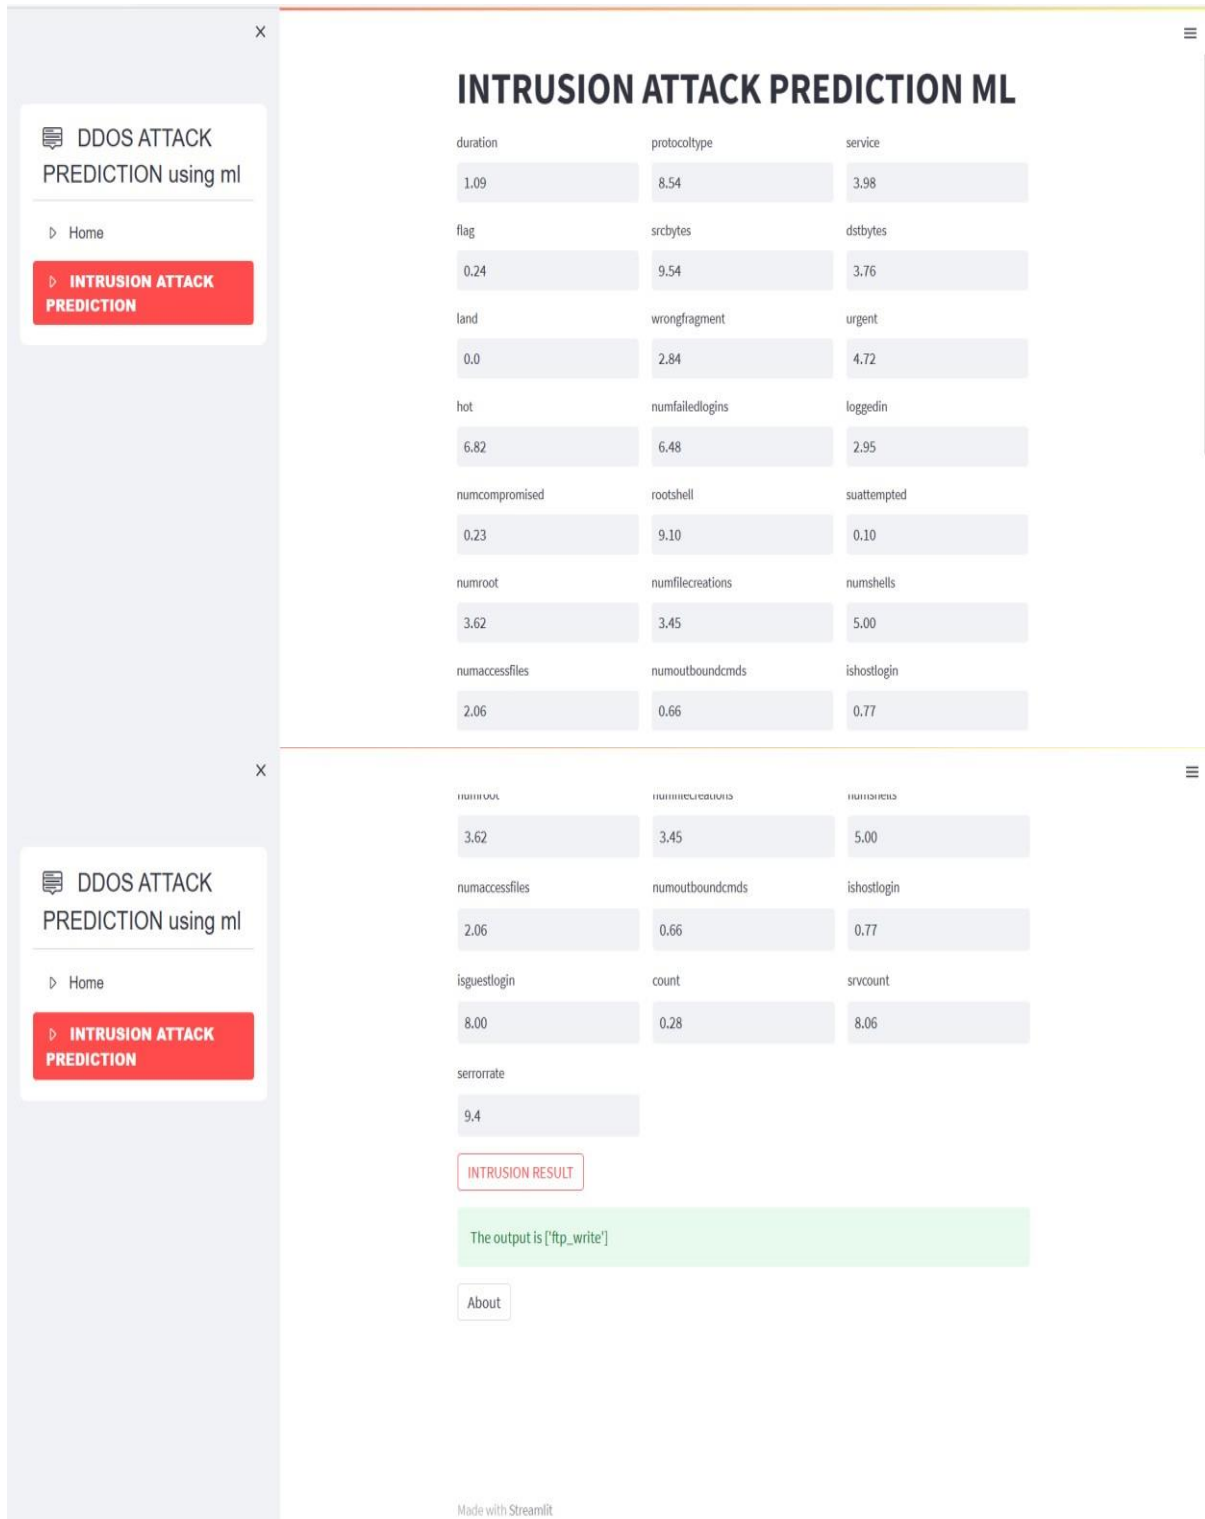 X
DDOS ATTACK
PREDICTION using ml
Home
INTRUSION ATTACK
PREDICTION
INTRUSION ATTACK PREDICTION ML
duration protocoltype service
1.09 8.54 3.98
flag srcbytes dstbytes
0.24 9.54 3.76
land wrongfragment urgent
0.0 2.84 4.72
hot numfailedlogins loggedin
6.82 6.48 2.95
numcompromised rootshell suattempted
0.23 9.10 0.10
numroot numfilecreations numshells
3.62 3.45 5.00
numaccessfiles numoutboundcmds ishostlogin
2.06 0.66 0.77
X
DDOS ATTACK
PREDICTION using ml
Home
INTRUSION ATTACK
PREDICTION
numroot numfilecreations numshells
3.62 3.45 5.00
numaccessfiles numoutboundcmds ishostlogin
2.06 0.66 0.77
isguestlogin count srvcount
8.00 0.28 8.06
serrorrate
9.4
INTRUSION RESULT
The output is ['ftp_write']
About
Made with Streamlit